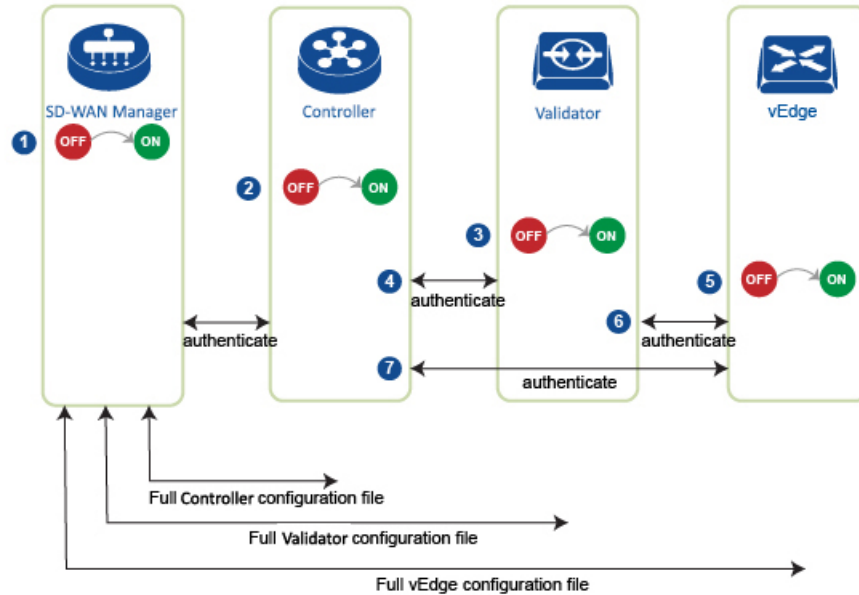 SD-WAN Manager
Controller
Validator
vEdge
1
OFF
ON
2
OFF
ON
3
OFF
ON
4
authenticate
5
OFF
ON
authenticate
6
authenticate
7
authenticate
Full Controller configuration file
Full Validator configuration file
Full vEdge configuration file